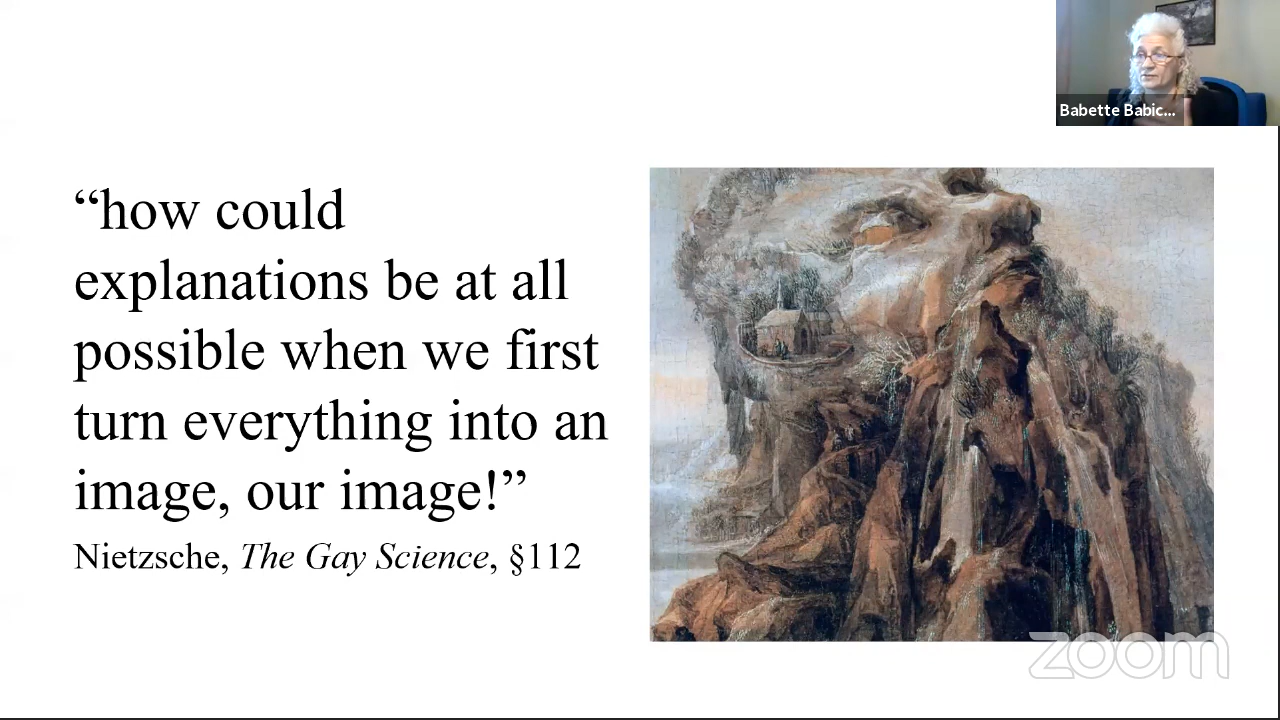 Babette Babic...
“how could
explanations be at all
possible when we first
turn everything into an
image, our image!”
Nietzsche, The Gay Science, §112
zoom